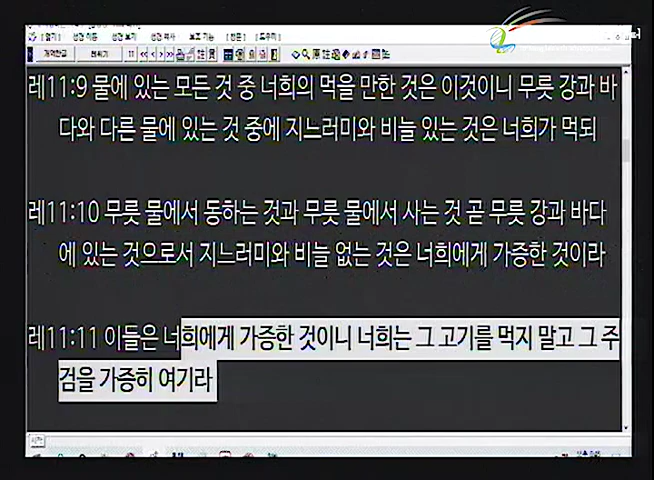 개역한글
레위기
11
레11:9 물에 있는 모든 것 중 너희의 먹을 만한 것은 이것이니 무릇 강과 바
다와 다른 물에 있는 것 중에 지느러미와 비늘 있는 것은 너희가 먹되
레11:10 무릇 물에서 동하는 것과 무릇 물에서 사는 것 곧 무릇 강과 바다
에 있는 것으로서 지느러미와 비늘 없는 것은 너희에게 가증한 것이라
레11:11 이들은 너희에게 가증한 것이니 너희는 그 고기를 먹지 말고 그 주
검을 가증히 여기라